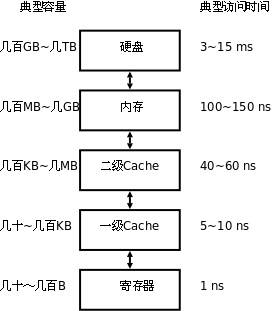 典型容量 典型访问时间
几百GB~几TB 硬盘 3~15 ms
几百MB~几GB 内存 100~150 ns
几百KB~几MB 二级Cache 40~60 ns
几十~几百KB 一级Cache 5~10 ns
几十～几百B 寄存器 1 ns